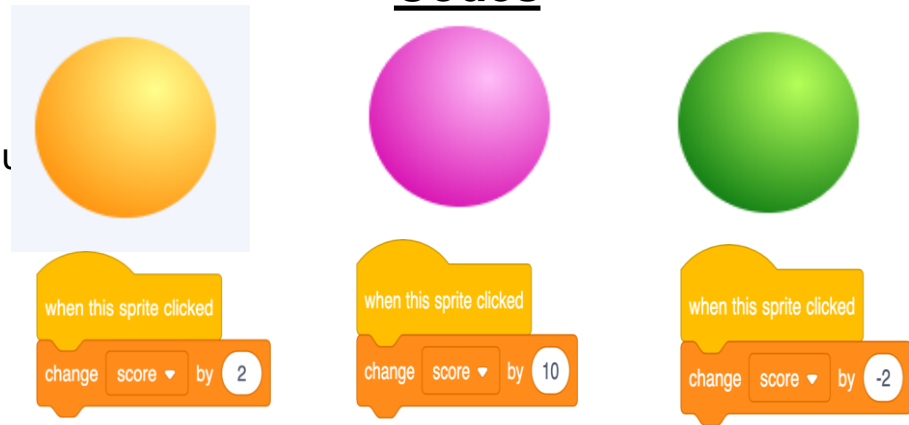 when this sprite clicked
change score by 2
when this sprite clicked
change score by 10
when this sprite clicked
change score by -2